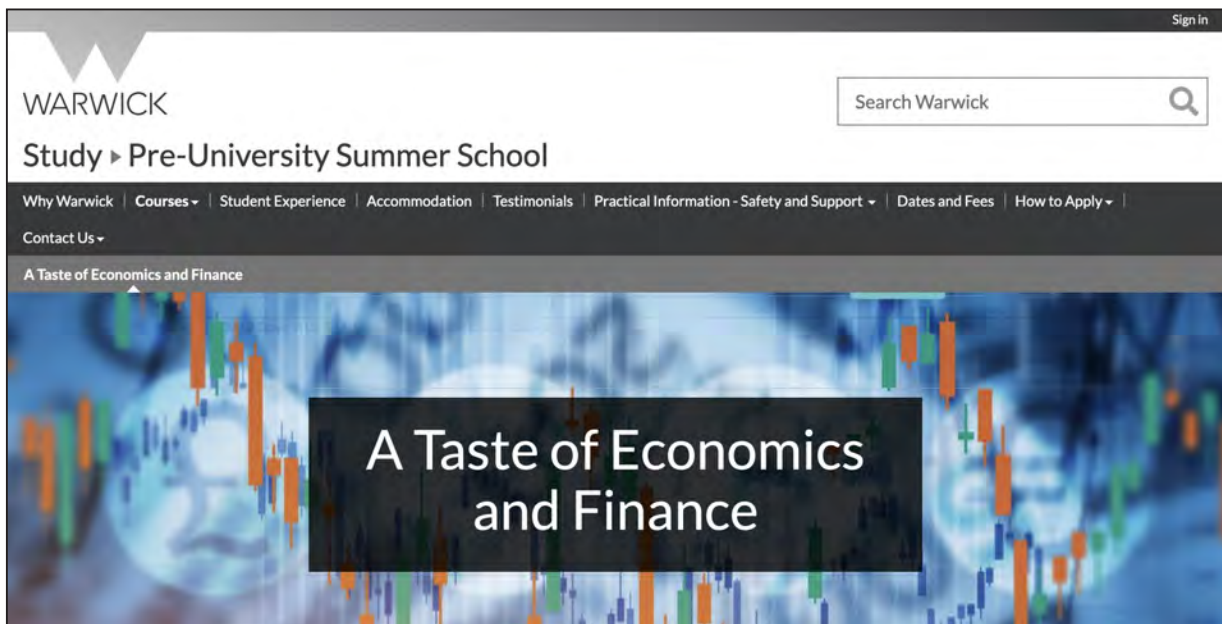 Sign in
WARWICK
Search Warwick
Study ▸ Pre-University Summer School
Why Warwick | Courses | Student Experience | Accommodation | Testimonials | Practical Information - Safety and Support | Dates and Fees | How to Apply |
Contact Us
A Taste of Economics and Finance
A Taste of Economics
and Finance